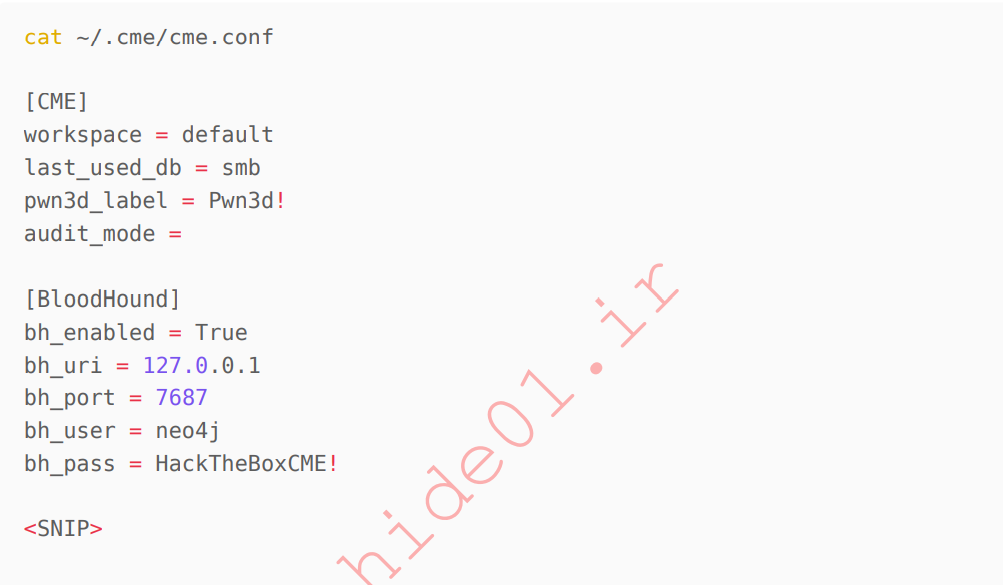 cat ~/.cme/cme.conf
[CME]
workspace = default
last_used_db = smb
pwn3d_label = Pwn3d!
audit_mode =
[BloodHound]
bh_enabled = True
bh_uri = 127.0.0.1
bh_port = 7687
bh_user = neo4j
bh_pass = HackTheBoxCME!
<SNIP>
hide01.ir